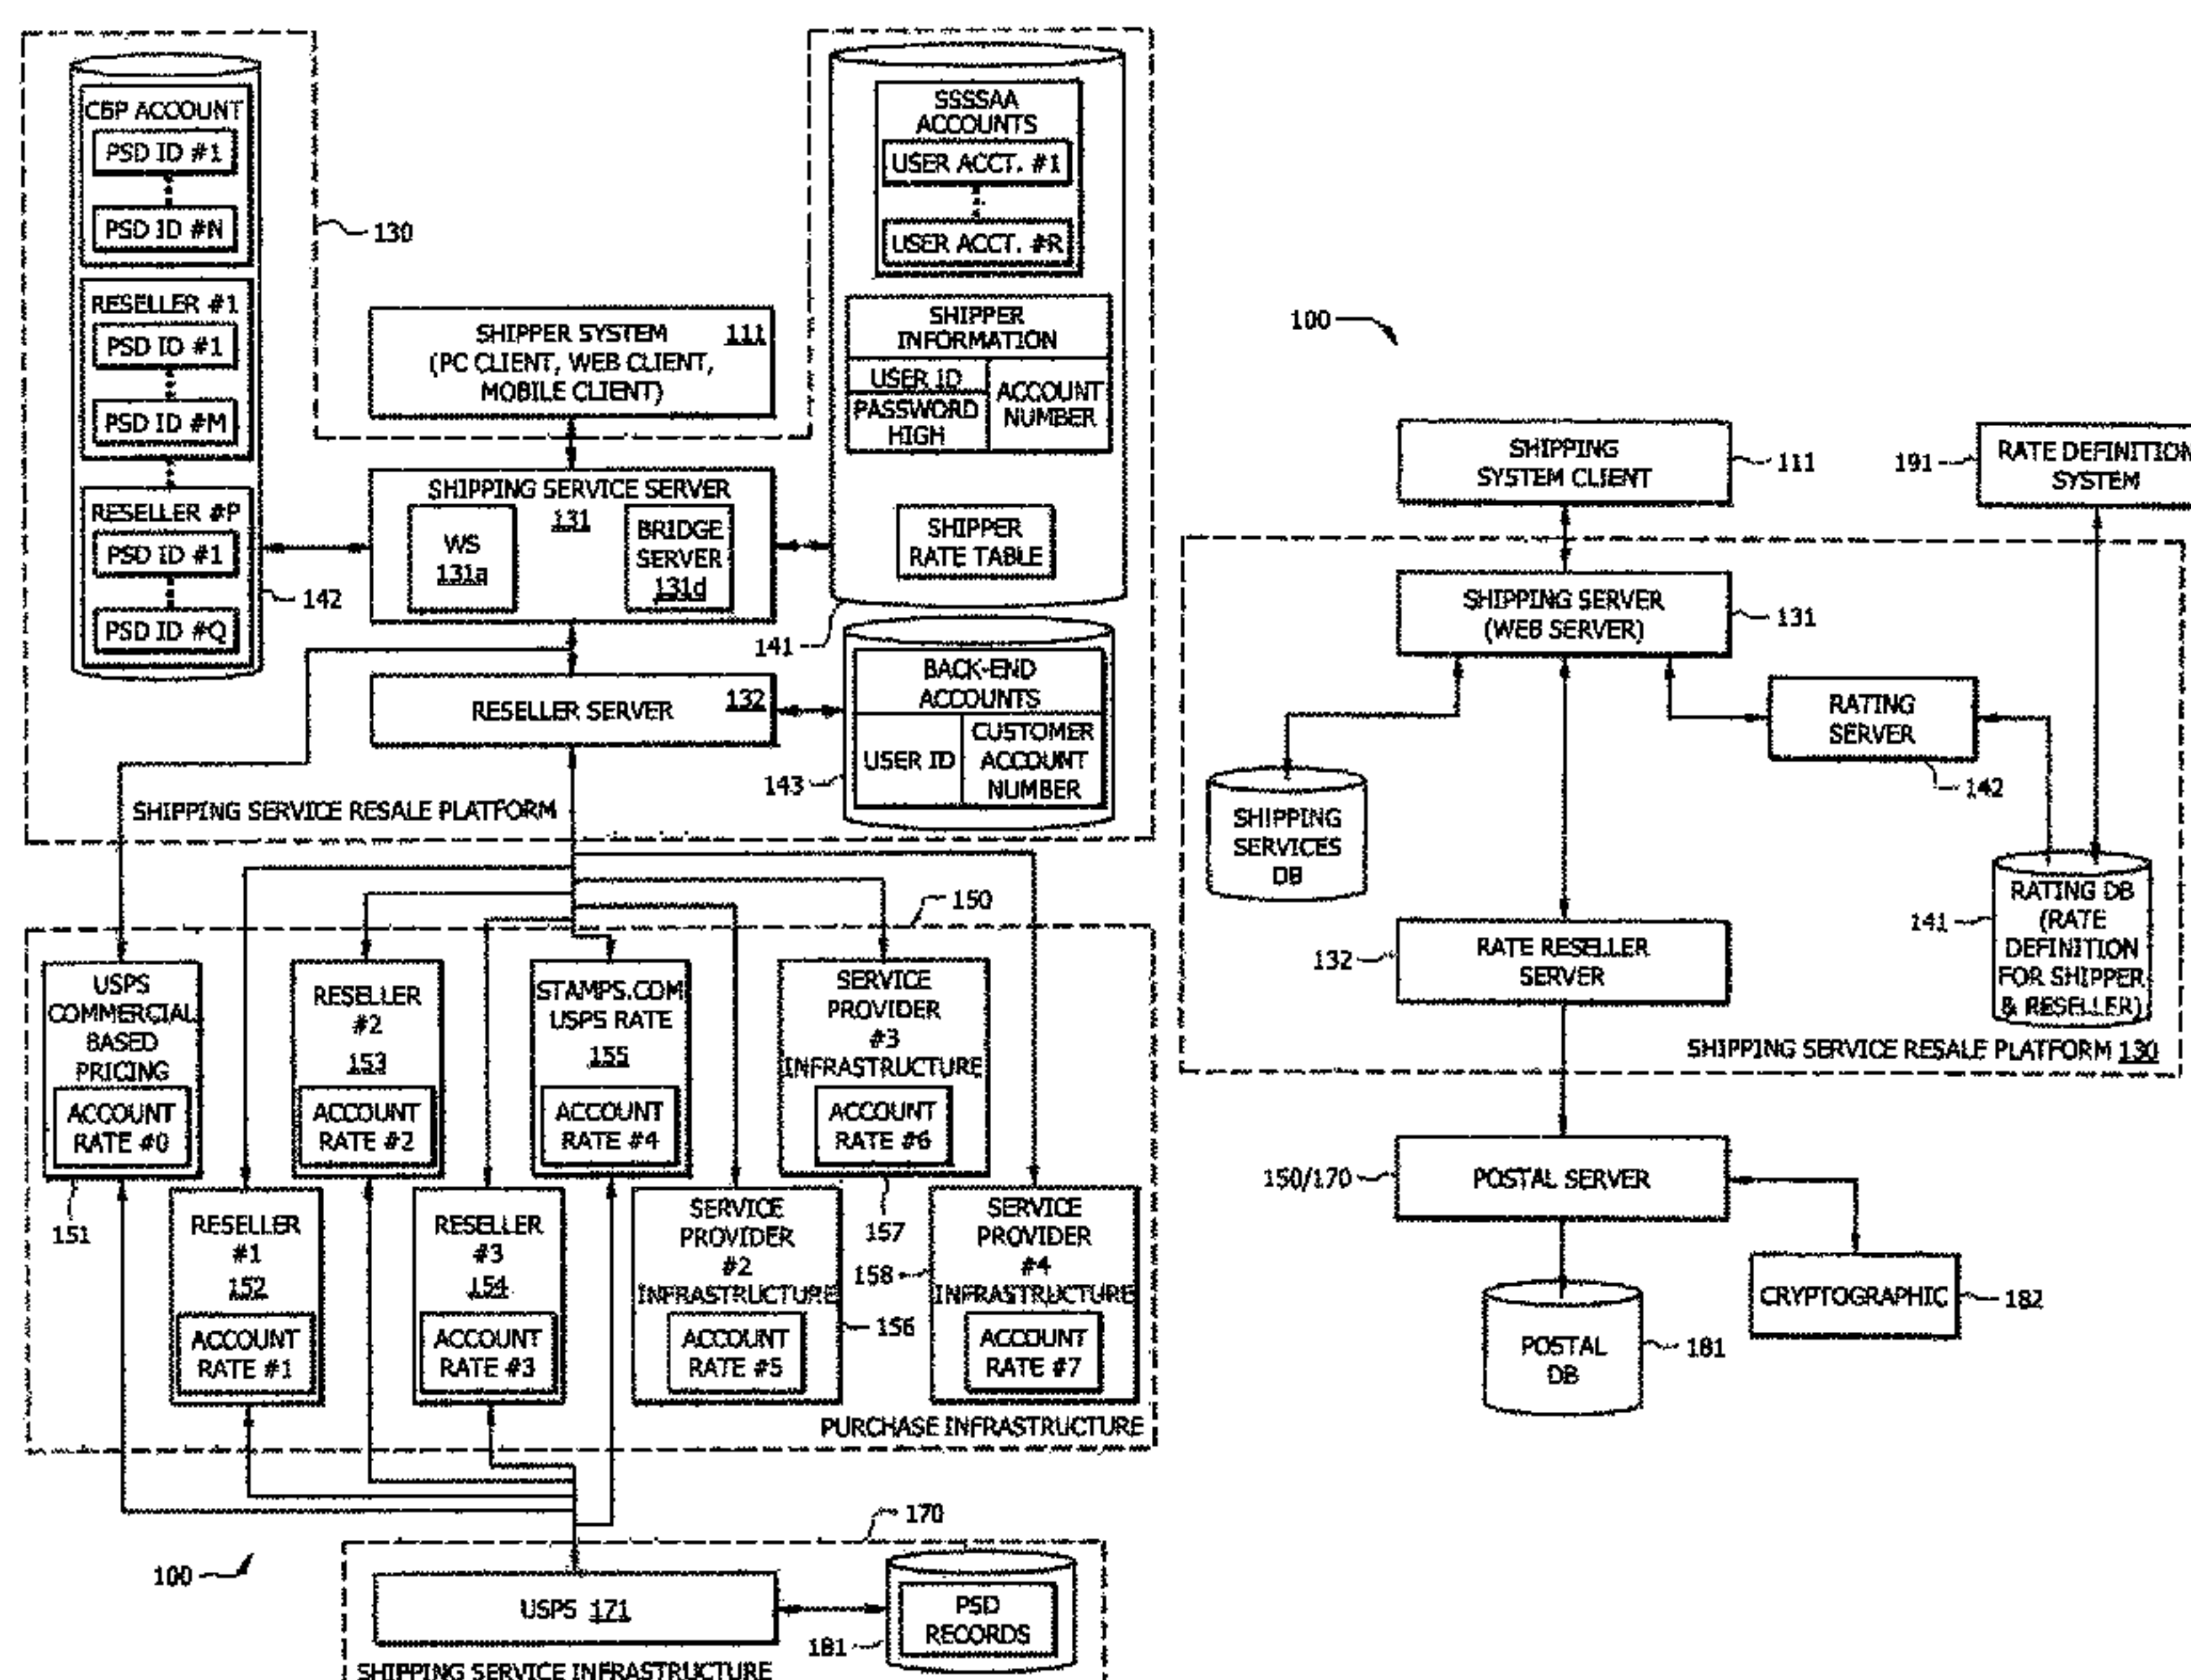 CBP ACCOUNT
PSD ID #1
PSD ID #N
RESELLER #1
PSD ID #1
PSD ID #M
RESELLER #P
PSD ID #1
PSD ID #Q
142
130
SHIPPER SYSTEM 111
(PC CLIENT, WEB CLIENT,
MOBILE CLIENT)
SHIPPING SERVICE SERVER
131
WS
131a
BRIDGE
SERVER
131d
RESELLER SERVER 132
SSSSAA
ACCOUNTS
USER ACCT. #1
USER ACCT. #R
SHIPPER
INFORMATION
USER ID
PASSWORD
HIGH
ACCOUNT
NUMBER
SHIPPER
RATE TABLE
141
BACK-END
ACCOUNTS
USER ID
CUSTOMER
ACCOUNT
NUMBER
143
SHIPPING SERVICE RESALE PLATFORM
150
USPS
COMMERCIAL
BASED
PRICING
ACCOUNT
RATE #0
151
RESELLER
#2
153
ACCOUNT
RATE #2
STAMPS.COM
USPS RATE
155
ACCOUNT
RATE #4
SERVICE
PROVIDER
#3
INFRASTRUCTURE
ACCOUNT
RATE #6
157
RESELLER
#1
152
ACCOUNT
RATE #1
RESELLER
#3
154
ACCOUNT
RATE #3
SERVICE
PROVIDER
#2
INFRASTRUCTURE
ACCOUNT
RATE #5
156
SERVICE
PROVIDER
#4
INFRASTRUCTURE
ACCOUNT
RATE #7
158
PURCHASE INFRASTRUCTURE
170
100
USPS 171
PSD
RECORDS
181
SHIPPING SERVICE INFRASTRUCTURE
100
SHIPPING
SYSTEM CLIENT
111
RATE DEFINITION
SYSTEM
191
SHIPPING SERVER
(WEB SERVER)
131
RATING
SERVER
142
SHIPPING
SERVICES
DB
RATE RESELLER
SERVER
132
RATING DB
(RATE
DEFINITION
FOR SHIPPER
& RESELLER)
141
SHIPPING SERVICE RESALE PLATFORM 130
POSTAL SERVER
150/170
CRYPTOGRAPHIC
182
POSTAL
DB
181